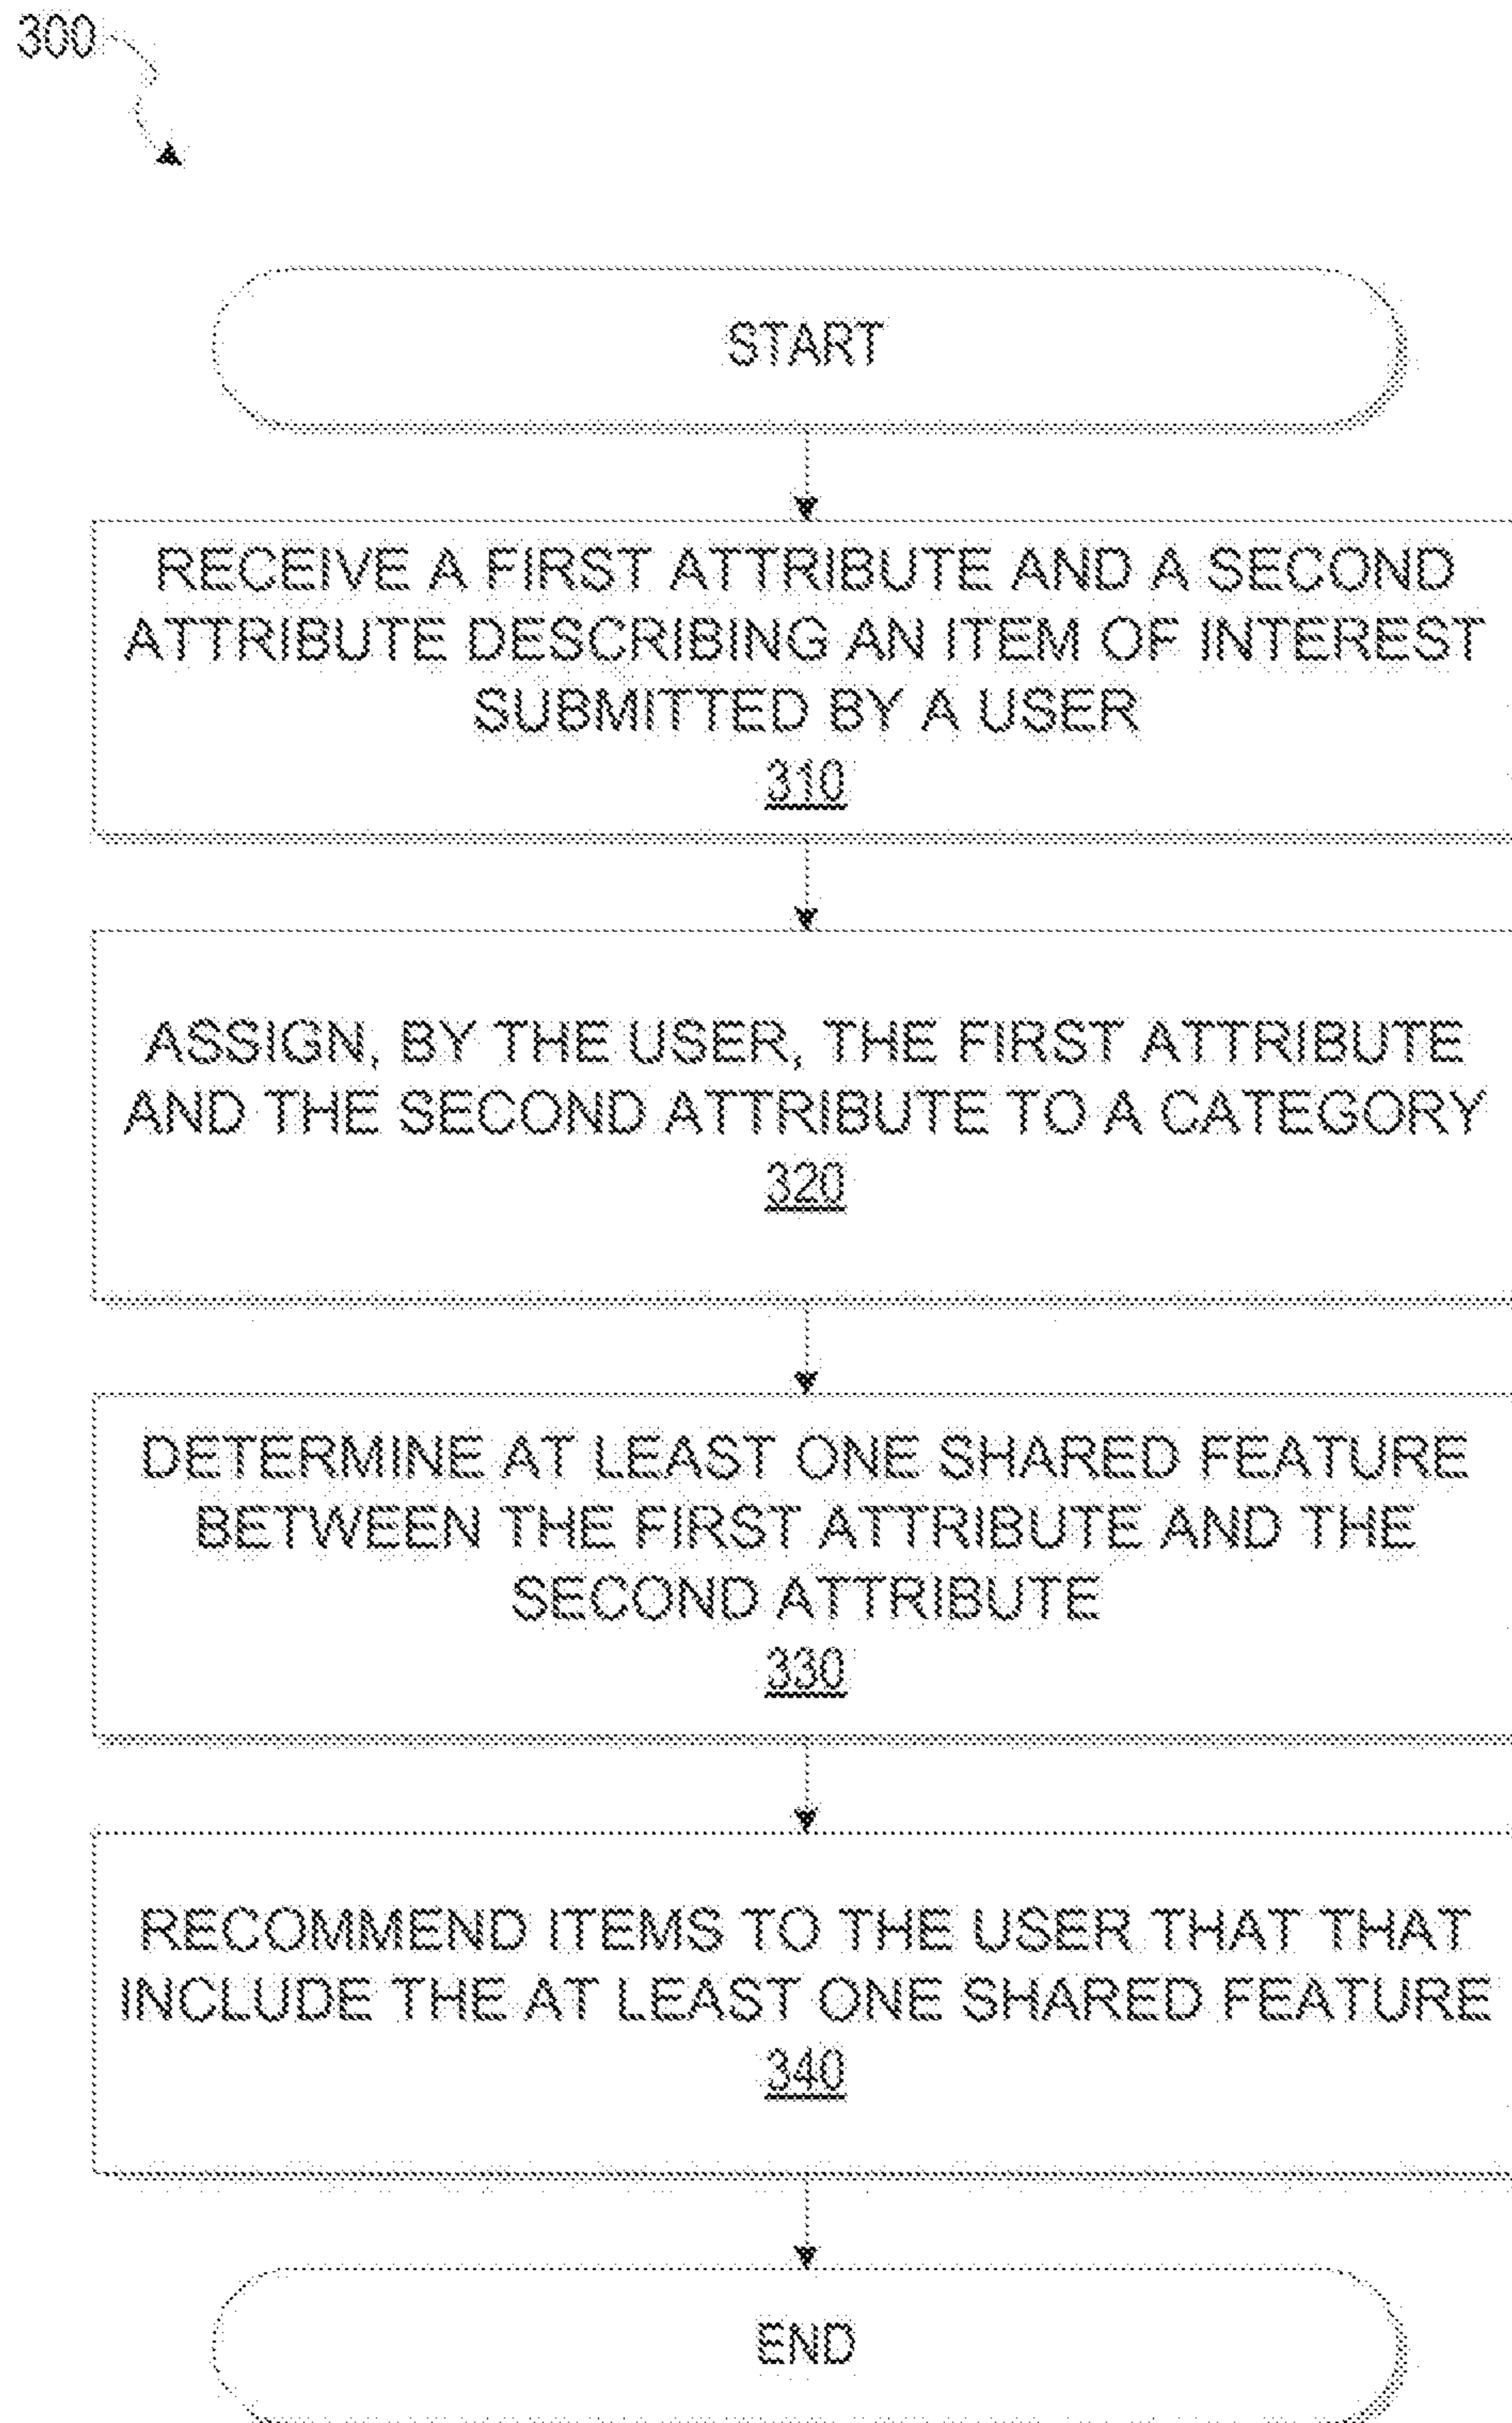 300
START
RECEIVE A FIRST ATTRIBUTE AND A SECOND
ATTRIBUTE DESCRIBING AN ITEM OF INTEREST
SUBMITTED BY A USER
310
ASSIGN, BY THE USER, THE FIRST ATTRIBUTE
AND THE SECOND ATTRIBUTE TO A CATEGORY
320
DETERMINE AT LEAST ONE SHARED FEATURE
BETWEEN THE FIRST ATTRIBUTE AND THE
SECOND ATTRIBUTE
330
RECOMMEND ITEMS TO THE USER THAT THAT
INCLUDE THE AT LEAST ONE SHARED FEATURE
340
END